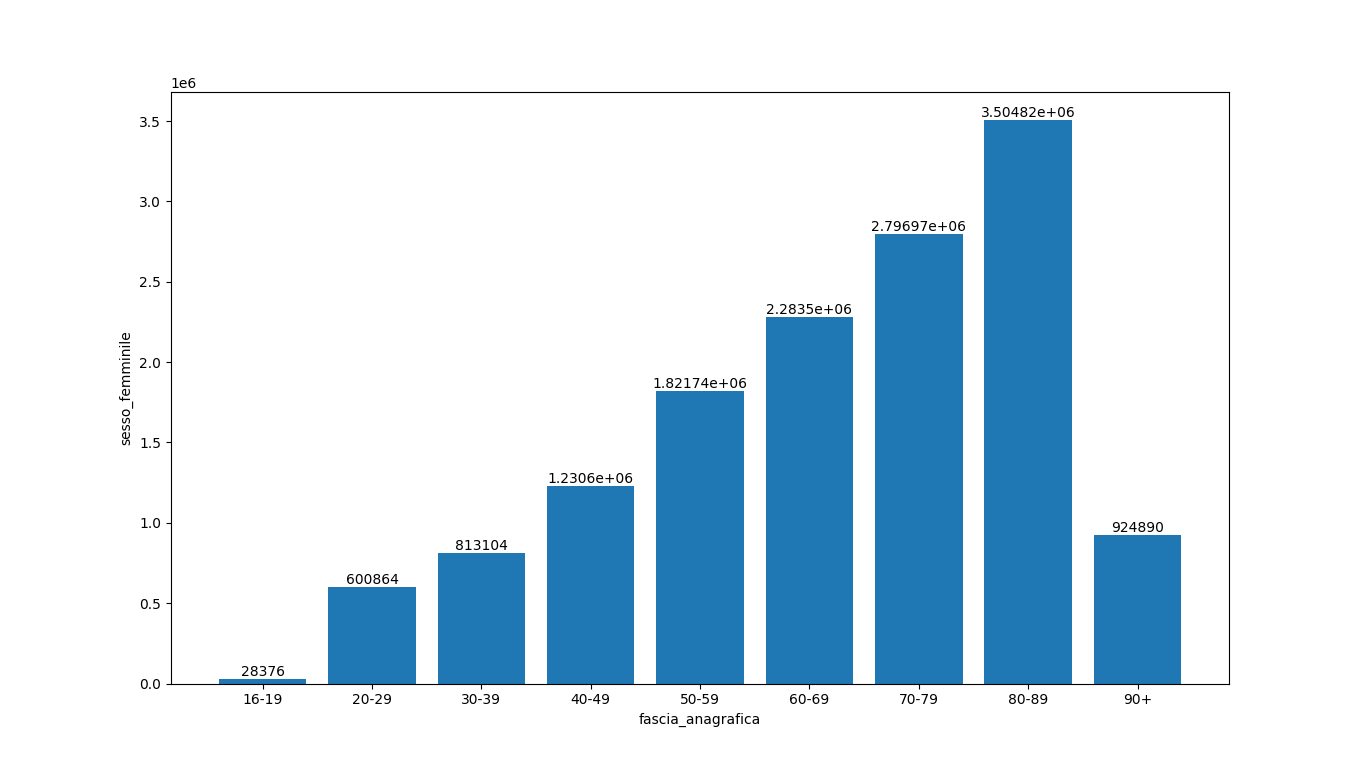 1e6
3.5
3.0
2.5
2.0
1.5
1.0
0.5
0.0
sesso_femminile
28376
600864
813104
1.2306e+06
1.82174e+06
2.2835e+06
2.79697e+06
3.50482e+06
924890
16-19 20-29 30-39 40-49 50-59 60-69 70-79 80-89 90+
fascia_anagrafica